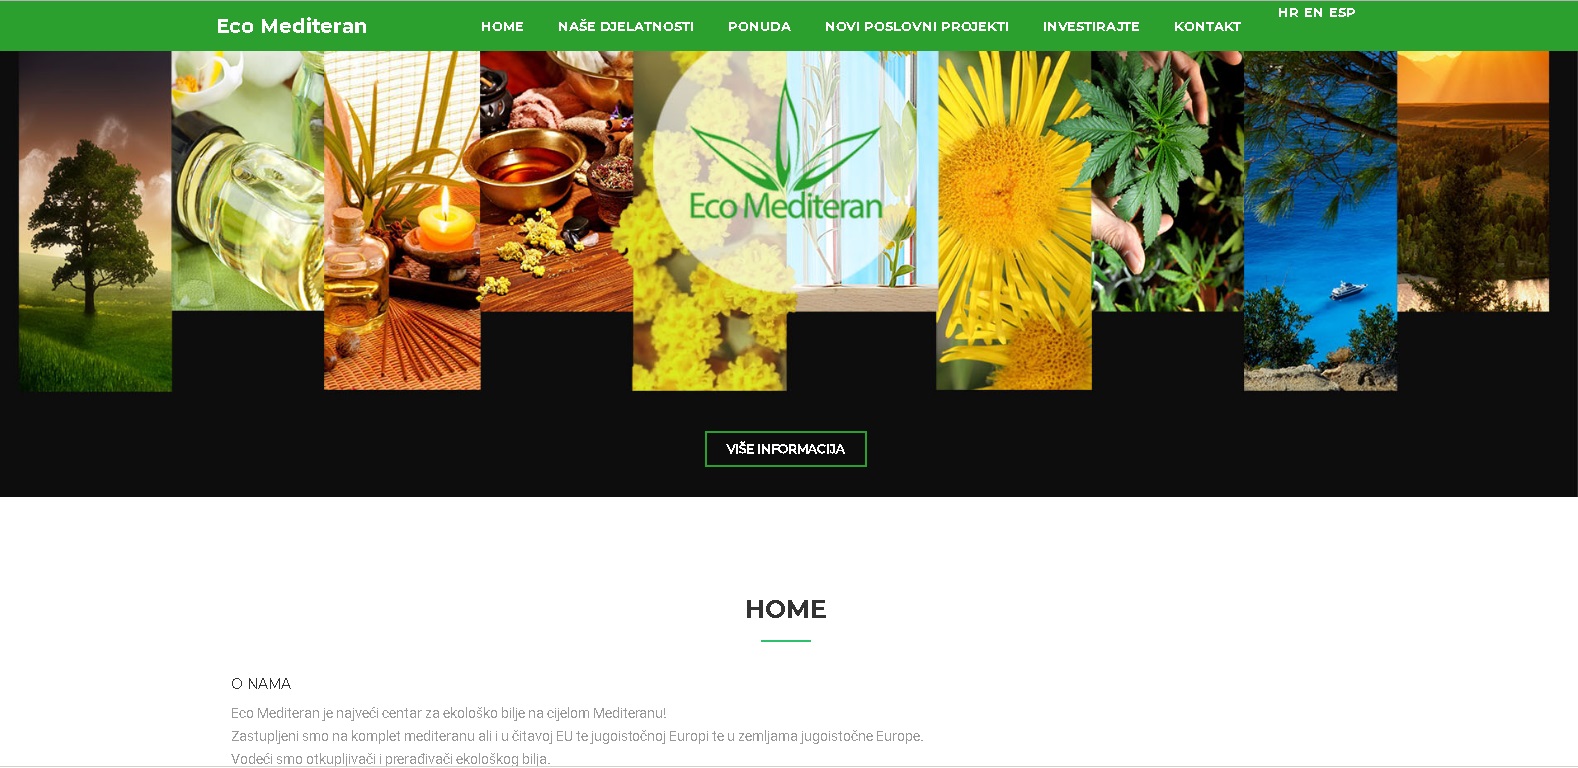 Eco Mediteran
HOME NAŠE DJELATNOSTI PONUDA NOVI POSLOVNI PROJEKTI INVESTIRAJTE KONTAKT HR EN ESP
Eco Mediteran
VIŠE INFORMACIJA
HOME
O NAMA
Eco Mediteran je najveći centar za ekološko bilje na cijelom Mediteranu!
Zastupljeni smo na komplet mediteranu ali i u čitavoj EU te jugoistočnoj Europi te u zemljama jugoistočne Europe.
Vodeći smo otkupljivači i prerađivači ekološkog bilja.